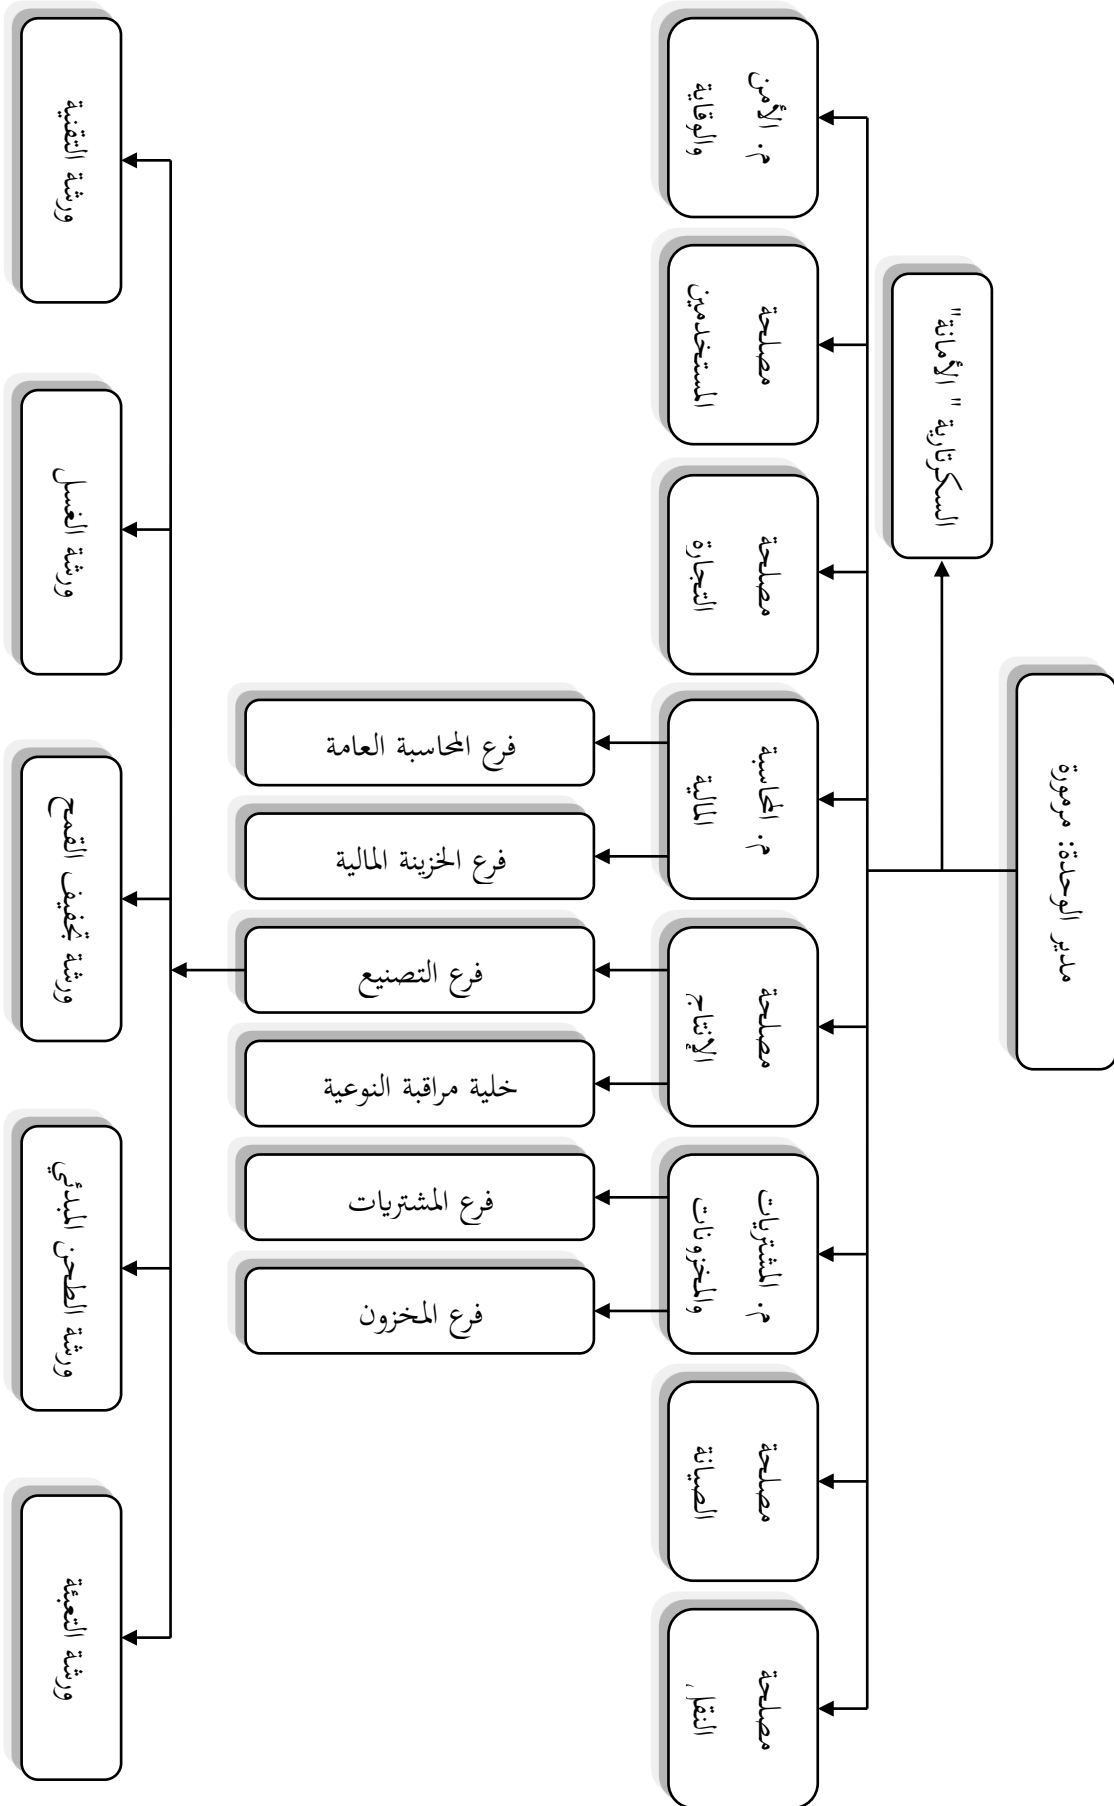 مدير الوحدة: مرمورة
السكرتارية " الأمانة"
م. الأمن
والوقاية
مصلحة
المستخدمين
مصلحة
التجارة
م. المحاسبة
المالية
مصلحة
الإنتاج
م. المشتريات
والمخزونات
مصلحة
الصيانة
مصلحة
النقل
فرع المحاسبة العامة
فرع الخزينة المالية
فرع التصنيع
خلية مراقبة النوعية
فرع المشتريات
فرع المخزون
ورشة التقنية
ورشة الغسل
ورشة تجفيف القمح
ورشة الطحن المبدئي
ورشة التعبئة